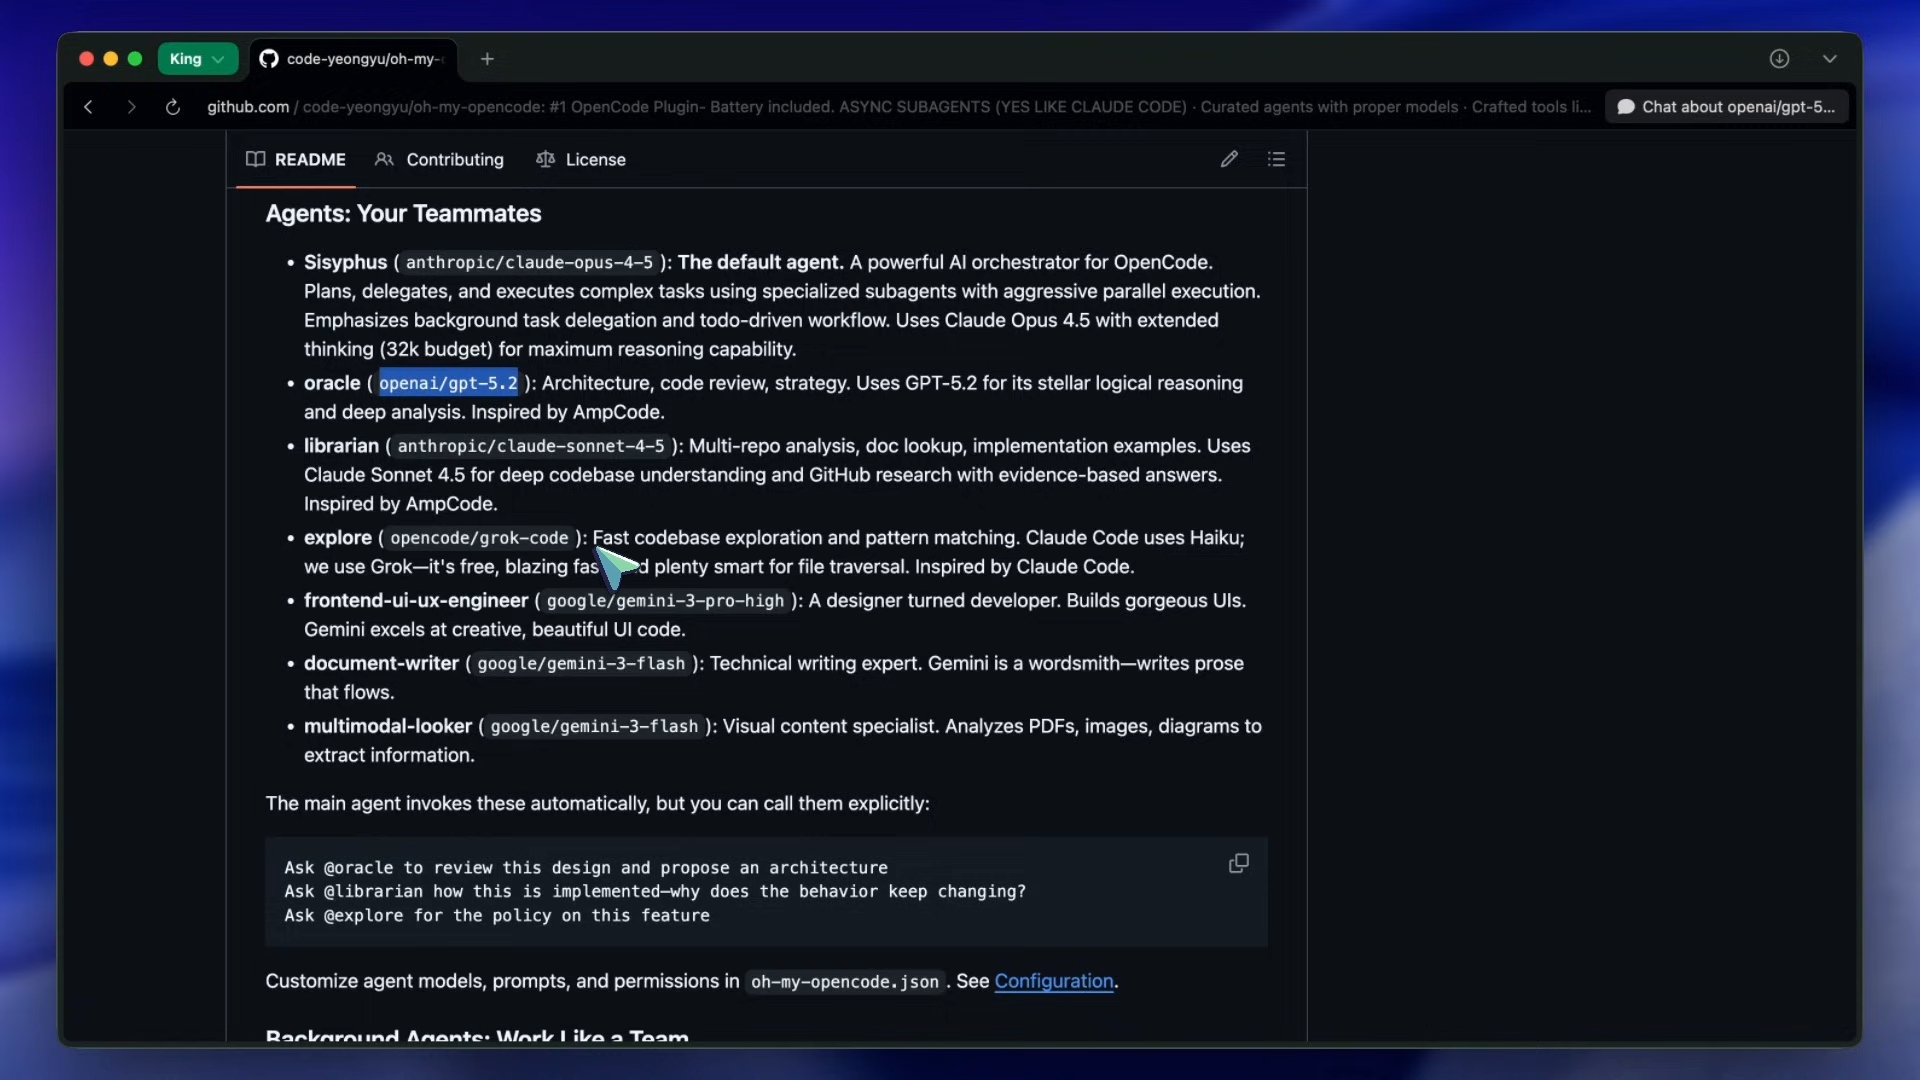 King
code-yeongyu/oh-my-
github.com / code-yeongyu/oh-my-opencode: #1 OpenCode Plugin- Battery included. ASYNC SUBAGENTS (YES LIKE CLAUDE CODE) · Curated agents with proper models · Crafted tools li...
Chat about openai/gpt-5...
README
Contributing
License
Agents: Your Teammates
• Sisyphus ( anthropic/claude-opus-4-5 ): The default agent. A powerful AI orchestrator for OpenCode.
Plans, delegates, and executes complex tasks using specialized subagents with aggressive parallel execution.
Emphasizes background task delegation and todo-driven workflow. Uses Claude Opus 4.5 with extended
thinking (32k budget) for maximum reasoning capability.
• oracle ( openai/gpt-5.2 ): Architecture, code review, strategy. Uses GPT-5.2 for its stellar logical reasoning
and deep analysis. Inspired by AmpCode.
• librarian ( anthropic/claude-sonnet-4-5 ): Multi-repo analysis, doc lookup, implementation examples. Uses
Claude Sonnet 4.5 for deep codebase understanding and GitHub research with evidence-based answers.
Inspired by AmpCode.
• explore ( opencode/grok-code ): Fast codebase exploration and pattern matching. Claude Code uses Haiku;
we use Grok—it's free, blazing plenty smart for file traversal. Inspired by Claude Code.
• frontend-ui-ux-engineer ( google/gemini-3-pro-high ): A designer turned developer. Builds gorgeous UIs.
Gemini excels at creative, beautiful UI code.
• document-writer ( google/gemini-3-flash ): Technical writing expert. Gemini is a wordsmith—writes prose
that flows.
• multimodal-looker ( google/gemini-3-flash ): Visual content specialist. Analyzes PDFs, images, diagrams to
extract information.
The main agent invokes these automatically, but you can call them explicitly:
Ask @oracle to review this design and propose an architecture
Ask @librarian how this is implemented—why does the behavior keep changing?
Ask @explore for the policy on this feature
Customize agent models, prompts, and permissions in oh-my-opencode.json . See Configuration.
Background Agents: Work Like a Team